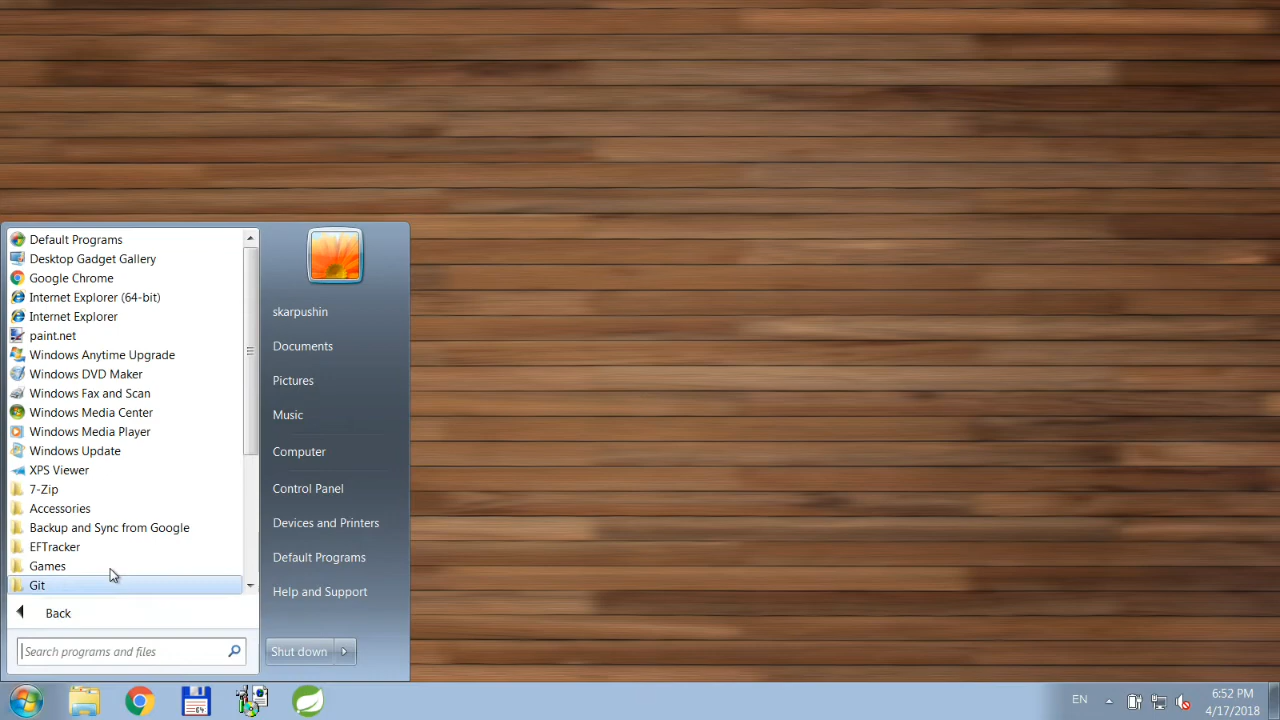 Default Programs
Desktop Gadget Gallery
Google Chrome
Internet Explorer (64-bit)
Internet Explorer
paint.net
Windows Anytime Upgrade
Windows DVD Maker
Windows Fax and Scan
Windows Media Center
Windows Media Player
Windows Update
XPS Viewer
7-Zip
Accessories
Backup and Sync from Google
EFTracker
Games
Git
Back
Search programs and files
skarpushin
Documents
Pictures
Music
Computer
Control Panel
Devices and Printers
Default Programs
Help and Support
Shut down
64
EN
6:52 PM
4/17/2018